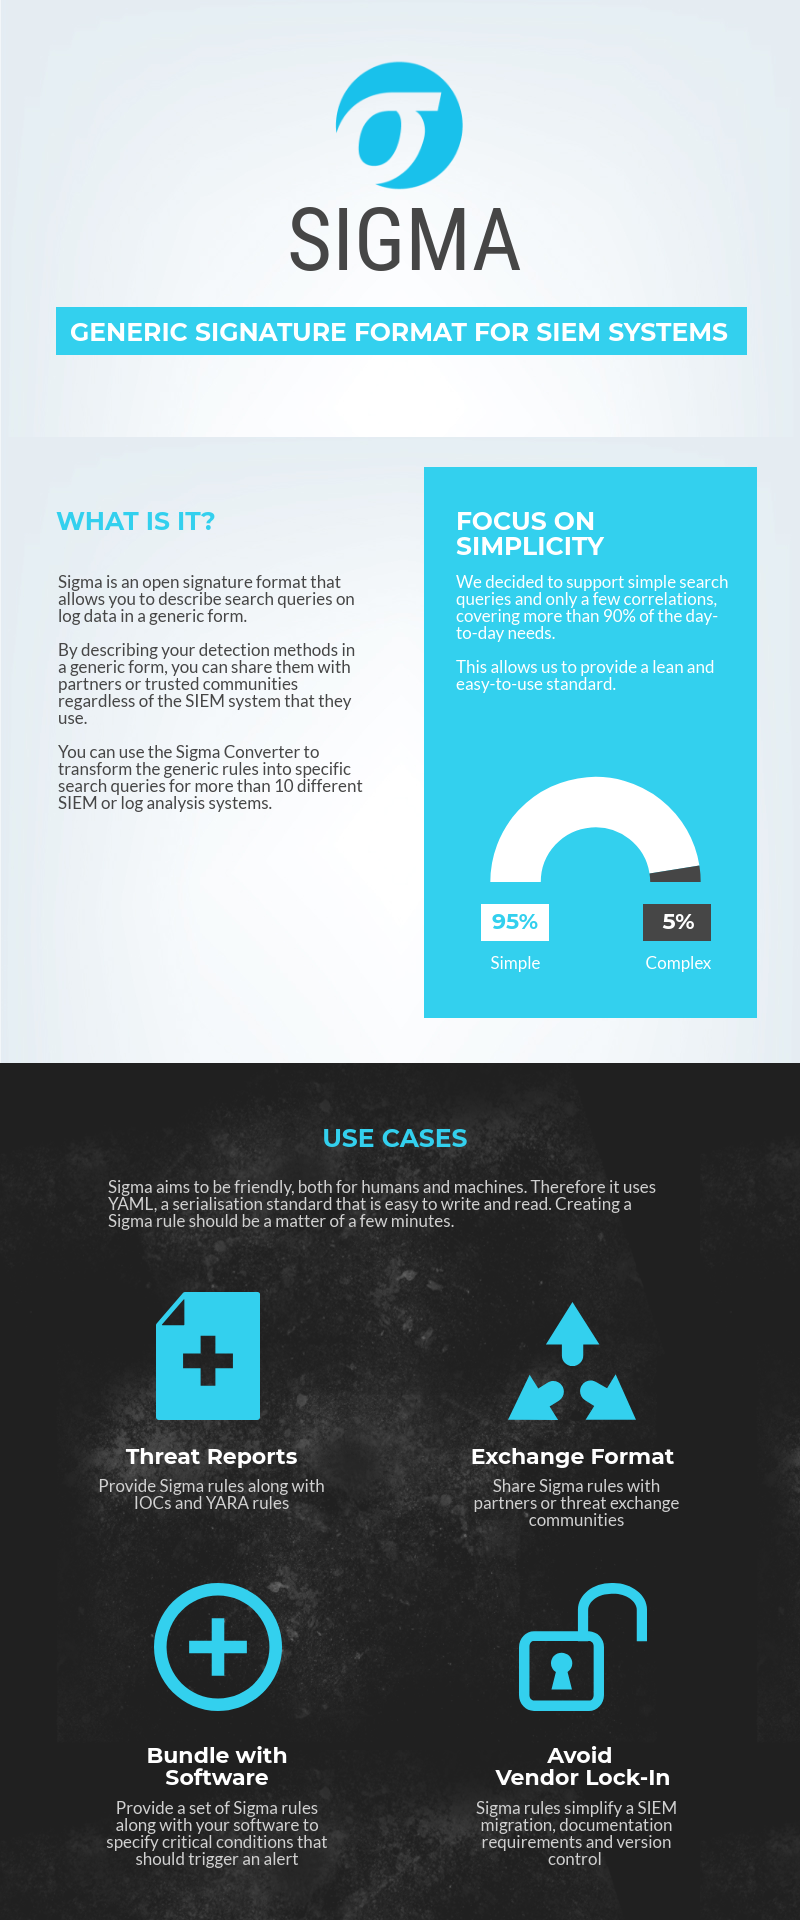 SIGMA
GENERIC SIGNATURE FORMAT FOR SIEM SYSTEMS
WHAT IS IT?
Sigma is an open signature format that
allows you to describe search queries on
log data in a generic form.
By describing your detection methods in
a generic form, you can share them with
partners or trusted communities
regardless of the SIEM system that they
use.
You can use the Sigma Converter to
transform the generic rules into specific
search queries for more than 10 different
SIEM or log analysis systems.
FOCUS ON
SIMPLICITY
We decided to support simple search
queries and only a few correlations,
covering more than 90% of the day-
to-day needs.
This allows us to provide a lean and
easy-to-use standard.
95%
5%
Simple
Complex
USE CASES
Sigma aims to be friendly, both for humans and machines. Therefore it uses
YAML, a serialisation standard that is easy to write and read. Creating a
Sigma rule should be a matter of a few minutes.
Threat Reports
Provide Sigma rules along with
IOCs and YARA rules
Exchange Format
Share Sigma rules with
partners or threat exchange
communities
Bundle with
Software
Provide a set of Sigma rules
along with your software to
specify critical conditions that
should trigger an alert
Avoid
Vendor Lock-In
Sigma rules simplify a SIEM
migration, documentation
requirements and version
control